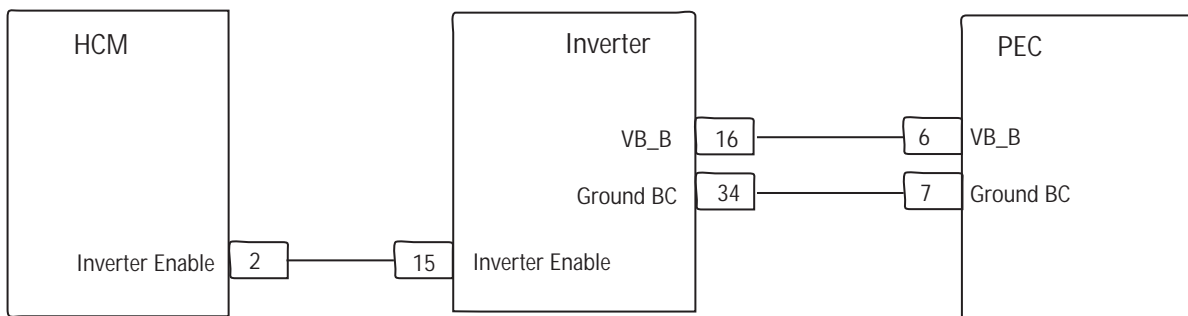 HCM
Inverter
PEC
VB_B 16 6 VB_B
Ground BC 34 7 Ground BC
Inverter Enable 2 15 Inverter Enable